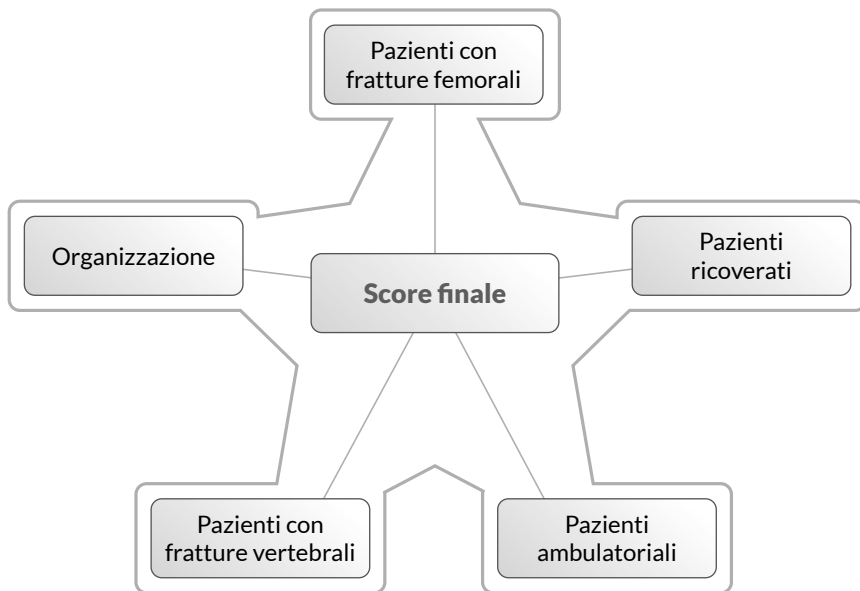 Pazienti con
fratture femorali
Organizzazione
Pazienti
ricoverati
Score finale
Pazienti con
fratture vertebrali
Pazienti
ambulatoriali